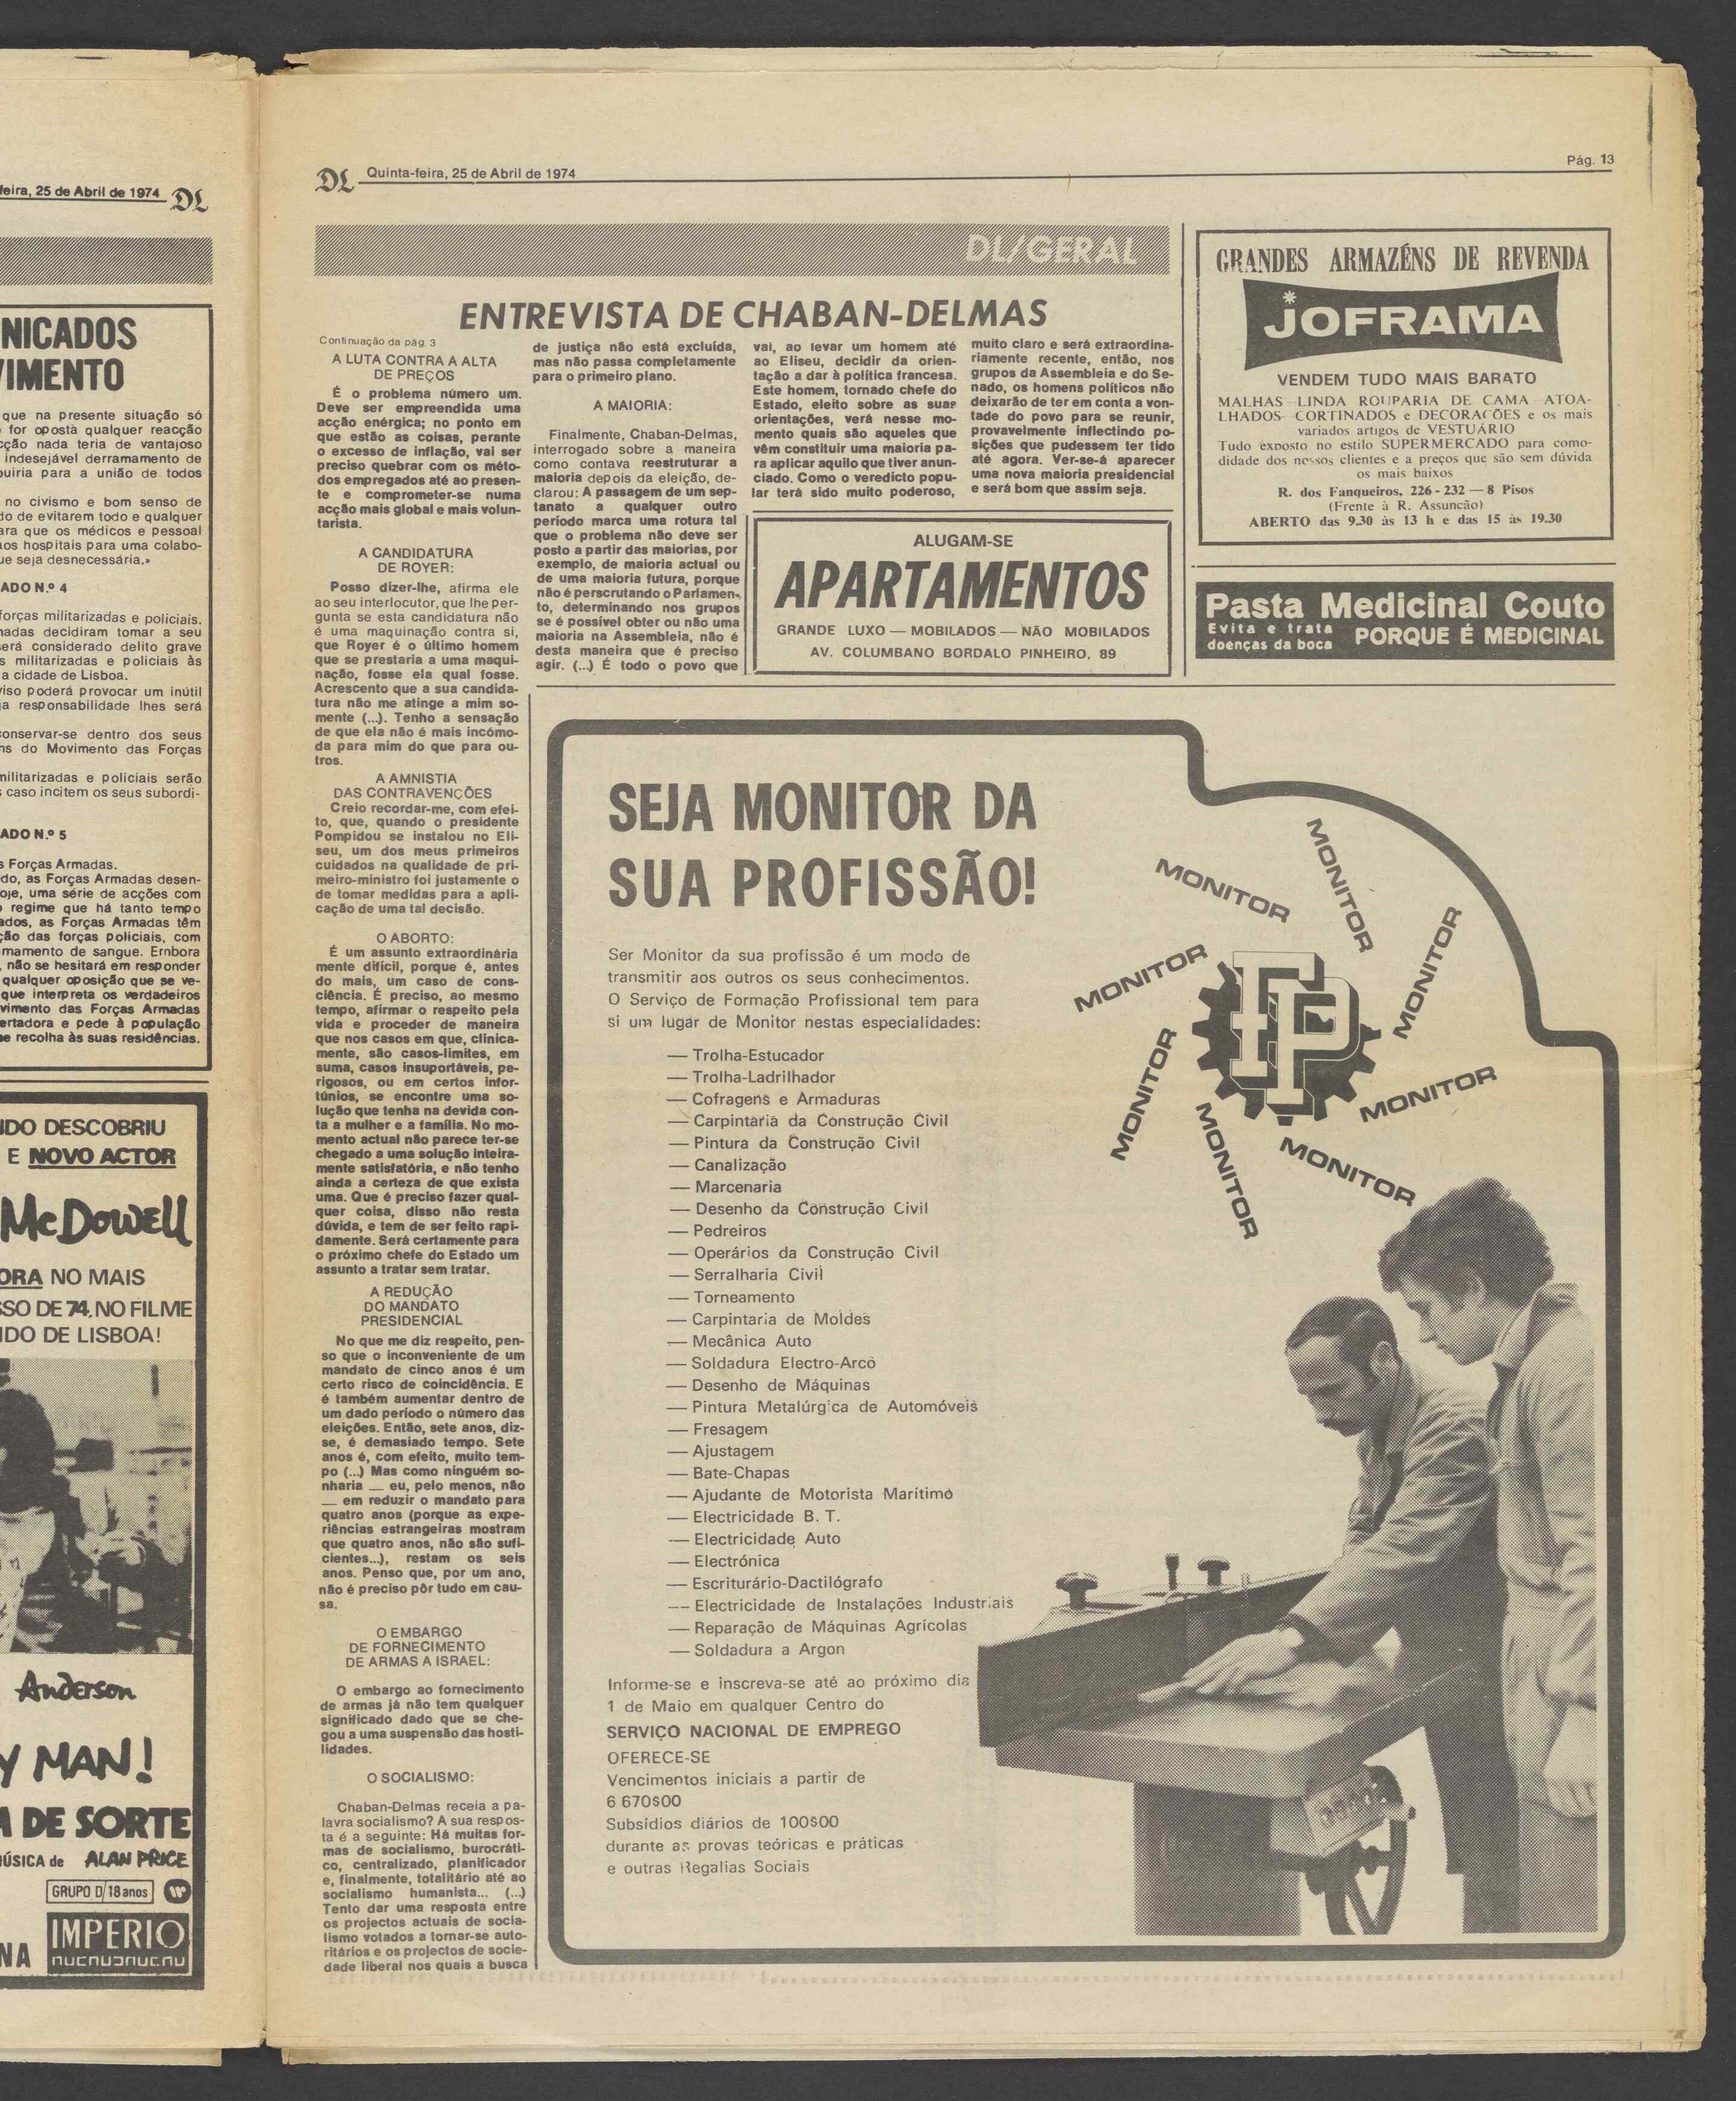 feira, 25 de Abril de 1974 DL
NICADOS
VIMENTO
que na presente situação só
for oposta qualquer reacção
cção nada teria de vantajoso
indesejável derramamento de
buiria para a união de todos
no civismo e bom senso de
do de evitarem todo e qualquer
ara que os médicos e pessoal
aos hospitais para uma colabo-
ue seja desnecessária.»
ADO N.º 4
forças militarizadas e policiais.
madas decidiram tomar a seu
será considerado delito grave
s militarizadas e policiais às
a cidade de Lisboa.
viso poderá provocar um inútil
ja responsabilidade lhes será
conservar-se dentro dos seus
ns do Movimento das Forças
militarizadas e policiais serão
s caso incitem os seus subordi-
ADO N.º 5
s Forças Armadas.
do, as Forças Armadas desen-
oje, uma série de acções com
o regime que há tanto tempo
ados, as Forças Armadas têm
ção das forças policiais, com
mamento de sangue. Embora
, não se hesitará em responder
qualquer oposição que se ve-
que interpreta os verdadeiros
vimento das Forças Armadas
ertadora e pede à população
se recolha às suas residências.
NDO DESCOBRIU
E NOVO ACTOR
McDowell
ORA NO MAIS
SSO DE 74, NO FILME
NDO DE LISBOA!
Anderson
Y MAN!
A DE SORTE
MÚSICA de ALAN PRICE
GRUPO D/18 anos
IMPERIO
NA
DL Quinta-feira, 25 de Abril de 1974
Pág. 13
DL/GERAL
ENTREVISTA DE CHABAN-DELMAS
Continuação da pág. 3
A LUTA CONTRA A ALTA
DE PREÇOS
É o problema número um.
Deve ser empreendida uma
acção enérgica; no ponto em
que estão as coisas, perante
o excesso de inflação, vai ser
preciso quebrar com os méto-
dos empregados até ao presen-
te e comprometer-se numa
acção mais global e mais volun-
tarista.
A CANDIDATURA
DE ROYER:
Posso dizer-lhe, afirma ele
ao seu interlocutor, que lhe per-
gunta se esta candidatura não
é uma maquinação contra si,
que Royer é o último homem
que se prestaria a uma maqui-
nação, fosse ela qual fosse.
Acrescento que a sua candida-
tura não me atinge a mim so-
mente (...). Tenho a sensação
de que ela não é mais incómo-
da para mim do que para ou-
tros.
A AMNISTIA
DAS CONTRAVENÇÕES
Creio recordar-me, com efei-
to, que, quando o presidente
Pompidou se instalou no Eli-
seu, um dos meus primeiros
cuidados na qualidade de pri-
meiro-ministro foi justamente o
de tomar medidas para a apli-
cação de uma tal decisão.
O ABORTO:
É um assunto extraordinária
mente difícil, porque é, antes
do mais, um caso de cons-
ciência. É preciso, ao mesmo
tempo, afirmar o respeito pela
vida e proceder de maneira
que nos casos em que, clinica-
mente, são casos-limites, em
suma, casos insuportáveis, pe-
rigosos, ou em certos infor-
túnios, se encontre uma so-
lução que tenha na devida con-
ta a mulher e a família. No mo-
mento actual não parece ter-se
chegado a uma solução inteira-
mente satisfatória, e não tenho
ainda a certeza de que exista
uma. Que é preciso fazer qual-
quer coisa, disso não resta
dúvida, e tem de ser feito rapi-
damente. Será certamente para
o próximo chefe do Estado um
assunto a tratar sem tratar.
A REDUÇÃO
DO MANDATO
PRESIDENCIAL
No que me diz respeito, pen-
so que o inconveniente de um
mandato de cinco anos é um
certo risco de coincidência. E
é também aumentar dentro de
um dado período o número das
eleições. Então, sete anos, diz-
se, é demasiado tempo. Sete
anos é, com efeito, muito tem-
po (...) Mas como ninguém so-
nharia — eu, pelo menos, não
— em reduzir o mandato para
quatro anos (porque as expe-
riências estrangeiras mostram
que quatro anos, não são sufi-
cientes...), restam os seis
anos. Penso que, por um ano,
não é preciso pôr tudo em cau-
sa.
O EMBARGO
DE FORNECIMENTO
DE ARMAS A ISRAEL:
O embargo ao fornecimento
de armas já não tem qualquer
significado dado que se che-
gou a uma suspensão das hosti-
lidades.
O SOCIALISMO:
Chaban-Delmas receia a pa-
lavra socialismo? A sua respos-
ta é a seguinte: Há muitas for-
mas de socialismo, burocráti-
co, centralizado, planificador
e, finalmente, totalitário até ao
socialismo humanista... (...)
Tento dar uma resposta entre
os projectos actuais de socia-
lismo votados a tornar-se auto-
ritários e os projectos de socie-
dade liberal nos quais a busca
de justiça não está excluída,
mas não passa completamente
para o primeiro plano.
A MAIORIA:
Finalmente, Chaban-Delmas,
interrogado sobre a maneira
como contava reestruturar a
maioria depois da eleição, de-
clarou: A passagem de um sep-
tanato a qualquer outro
período marca uma rotura tal
que o problema não deve ser
posto a partir das maiorias, por
exemplo, de maioria actual ou
de uma maioria futura, porque
não é perscrutando o Parlamen-
to, determinando nos grupos
se é possível obter ou não uma
maioria na Assembleia, não é
desta maneira que é preciso
agir. (...) É todo o povo que
vai, ao levar um homem até
ao Eliseu, decidir da orien-
tação a dar à política francesa.
Este homem, tornado chefe do
Estado, eleito sobre as suas
orientações, verá nesse mo-
mento quais são aqueles que
vêm constituir uma maioria pa-
ra aplicar aquilo que tiver anun-
ciado. Como o veredicto popu-
lar terá sido muito poderoso,
muito claro e será extraordina-
riamente recente, então, nos
grupos da Assembleia e do Se-
nado, os homens políticos não
deixarão de ter em conta a von-
tade do povo para se reunir,
provavelmente inflectindo po-
sições que pudessem ter tido
até agora. Ver-se-á aparecer
uma nova maioria presidencial
e será bom que assim seja.
ALUGAM-SE
APARTAMENTOS
GRANDE LUXO — MOBILADOS — NÃO MOBILADOS
AV. COLUMBANO BORDALO PINHEIRO, 89
GRANDES ARMAZÉNS DE REVENDA
JOFRAMA
VENDEM TUDO MAIS BARATO
MALHAS LINDA ROUPARIA DE CAMA ATOA-
LHADOS CORTINADOS e DECORAÇÕES e os mais
variados artigos de VESTUÁRIO
Tudo exposto no estilo SUPERMERCADO para como-
didade dos nossos clientes e a preços que são sem dúvida
os mais baixos
R. dos Fanqueiros, 226 - 232 — 8 Pisos
(Frente à R. Assunção)
ABERTO das 9.30 às 13 h e das 15 às 19.30
Pasta Medicinal Couto
Evita e trata
doenças da boca
PORQUE É MEDICINAL
SEJA MONITOR DA
SUA PROFISSÃO!
Ser Monitor da sua profissão é um modo de
transmitir aos outros os seus conhecimentos.
O Serviço de Formação Profissional tem para
si um lugar de Monitor nestas especialidades:
— Trolha-Estucador
— Trolha-Ladrilhador
— Cofragens e Armaduras
— Carpintaria da Construção Civil
— Pintura da Construção Civil
— Canalização
— Marcenaria
— Desenho da Construção Civil
— Pedreiros
— Operários da Construção Civil
— Serralharia Civil
— Torneamento
— Carpintaria de Moldes
— Mecânica Auto
— Soldadura Electro-Arco
— Desenho de Máquinas
— Pintura Metalúrgica de Automóveis
— Fresagem
— Ajustagem
— Bate-Chapas
— Ajudante de Motorista Marítimo
— Electricidade B. T.
— Electricidade Auto
— Electrónica
— Escriturário-Dactilógrafo
— Electricidade de Instalações Industriais
— Reparação de Máquinas Agrícolas
— Soldadura a Argon
Informe-se e inscreva-se até ao próximo dia
1 de Maio em qualquer Centro do
SERVIÇO NACIONAL DE EMPREGO
OFERECE-SE
Vencimentos iniciais a partir de
6 670$00
Subsídios diários de 100$00
durante as provas teóricas e práticas
e outras Regalias Sociais
MONITOR
MONITOR
MONITOR
MONITOR
MONITOR
MONITOR
MONITOR
MONITOR
FP